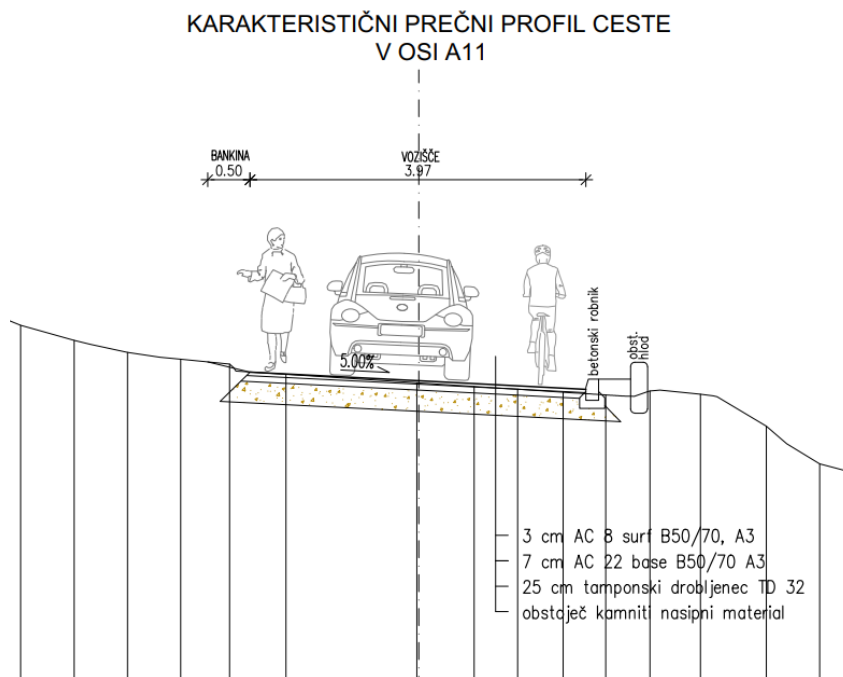 KARAKTERISTIČNI PREČNI PROFIL CESTE
V OSI A11
BANKINA
0.50
VOZIŠČE
3.97
5.00%
betonski robnik
obst.
hlod
3 cm AC 8 surf B50/70, A3
7 cm AC 22 base B50/70 A3
25 cm tamponski drobljenec TD 32
obstoječ kamniti nasipni material